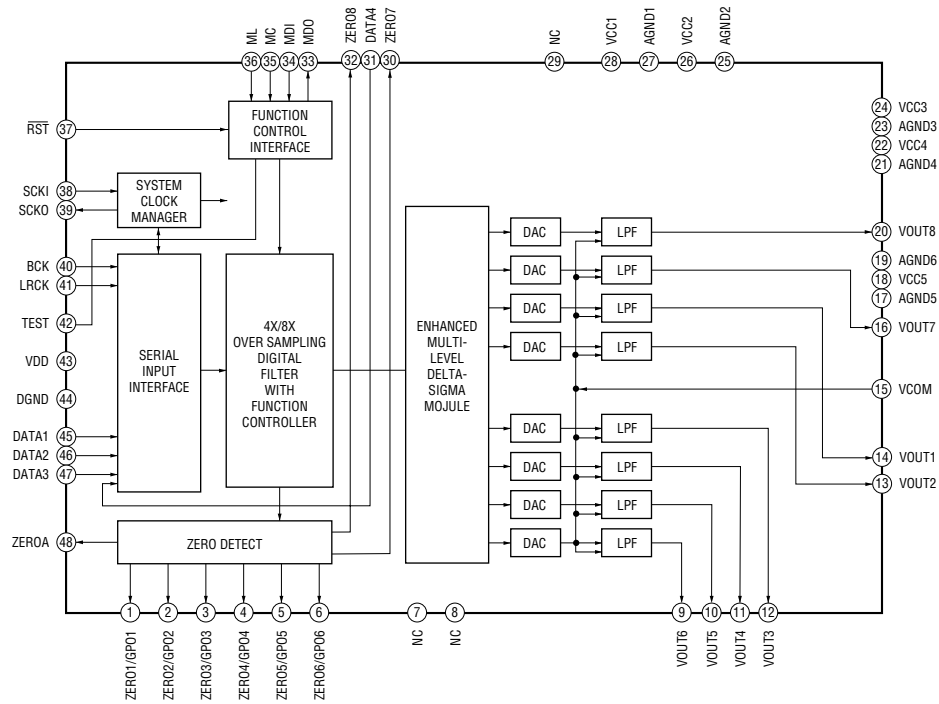 ML
MC
MDI
MDO
ZERO8
DATA4
ZERO7
NC
VCC1
AGND1
VCC2
AGND2
36
35
34
33
32
31
30
29
28
27
26
25
RST
37
FUNCTION
CONTROL
INTERFACE
24
VCC3
23
AGND3
22
VCC4
21
AGND4
SCKI
38
SCKO
39
SYSTEM
CLOCK
MANAGER
BCK
40
LRCK
41
TEST
42
VDD
43
DGND
44
DATA1
45
DATA2
46
DATA3
47
ZEROA
48
SERIAL
INPUT
INTERFACE
4X/8X
OVER SAMPLING
DIGITAL
FILTER
WITH
FUNCTION
CONTROLLER
ENHANCED
MULTI-
LEVEL
DELTA-
SIGMA
MOJULE
DAC
LPF
DAC
LPF
DAC
LPF
DAC
LPF
DAC
LPF
DAC
LPF
DAC
LPF
DAC
LPF
20
VOUT8
19
AGND6
18
VCC5
17
AGND5
16
VOUT7
15
VCOM
14
VOUT1
13
VOUT2
ZERO DETECT
1
2
3
4
5
6
7
8
9
10
11
12
ZERO1/GPO1
ZERO2/GPO2
ZERO3/GPO3
ZERO4/GPO4
ZERO5/GPO5
ZERO6/GPO6
NC
NC
VOUT6
VOUT5
VOUT4
VOUT3